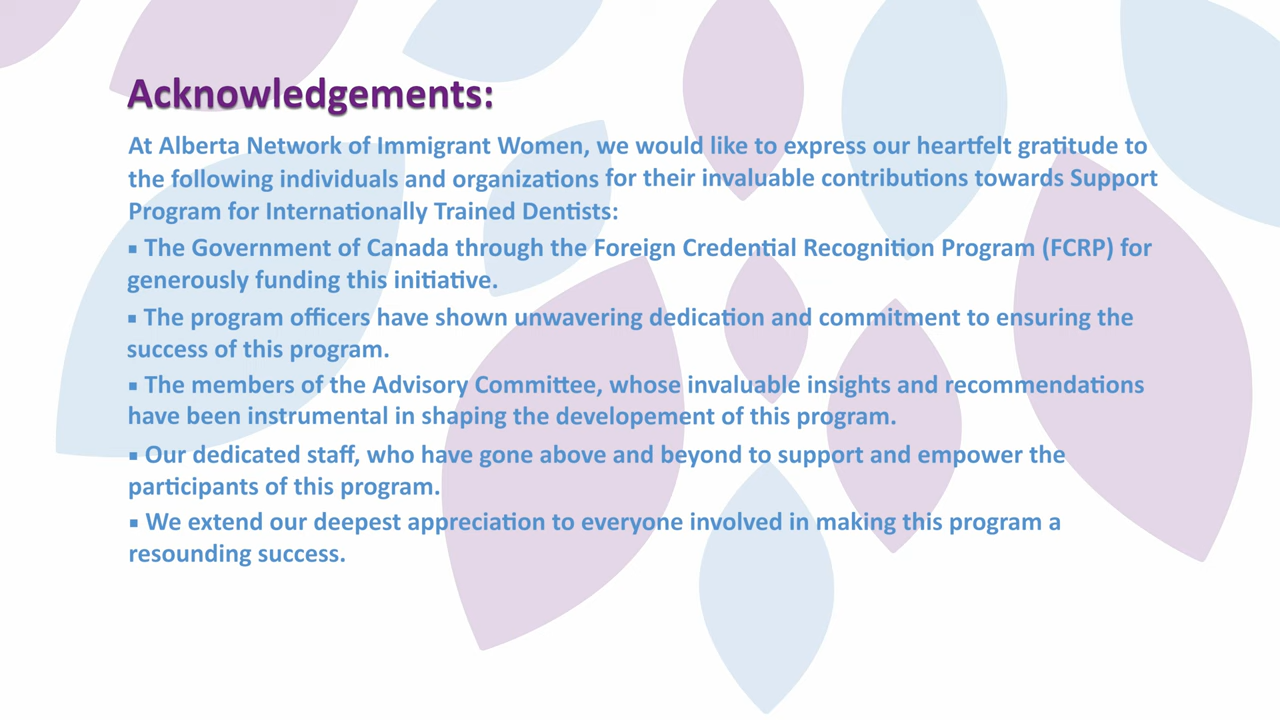 Acknowledgements:
At Alberta Network of Immigrant Women, we would like to express our heartfelt gratitude to
the following individuals and organizations for their invaluable contributions towards Support
Program for Internationally Trained Dentists:
▪ The Government of Canada through the Foreign Credential Recognition Program (FCRP) for
generously funding this initiative.
▪ The program officers have shown unwavering dedication and commitment to ensuring the
success of this program.
▪ The members of the Advisory Committee, whose invaluable insights and recommendations
have been instrumental in shaping the developement of this program.
▪ Our dedicated staff, who have gone above and beyond to support and empower the
participants of this program.
▪ We extend our deepest appreciation to everyone involved in making this program a
resounding success.